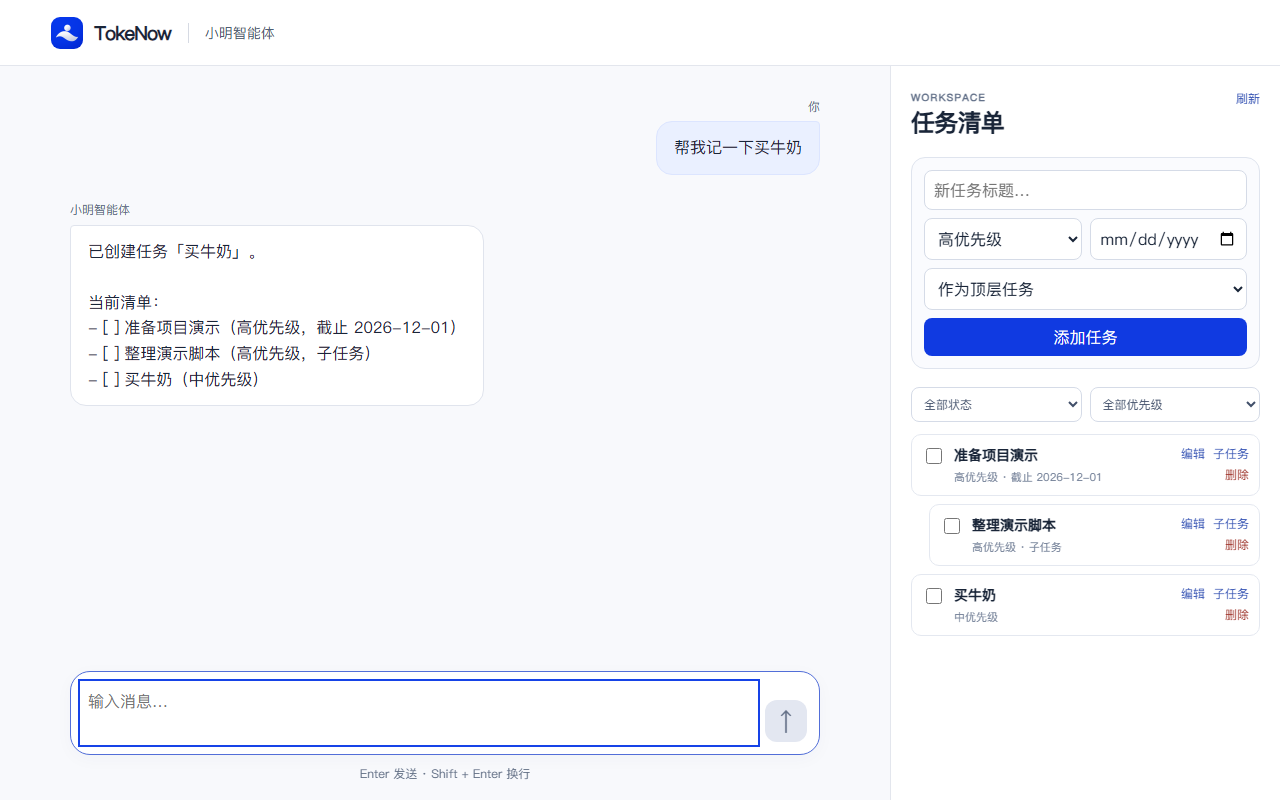 TokeNow
小明智能体
你
帮我记一下买牛奶
小明智能体
已创建任务「买牛奶」。
当前清单：
- [ ] 准备项目演示（高优先级，截止 2026-12-01）
- [ ] 整理演示脚本（高优先级，子任务）
- [ ] 买牛奶（中优先级）
输入消息...
↑
Enter 发送 · Shift + Enter 换行
WORKSPACE
刷新
任务清单
新任务标题...
高优先级
mm/dd/yyyy
作为顶层任务
添加任务
全部状态
全部优先级
准备项目演示
编辑 子任务
高优先级 · 截止 2026-12-01
删除
整理演示脚本
编辑 子任务
高优先级 · 子任务
删除
买牛奶
编辑 子任务
中优先级
删除